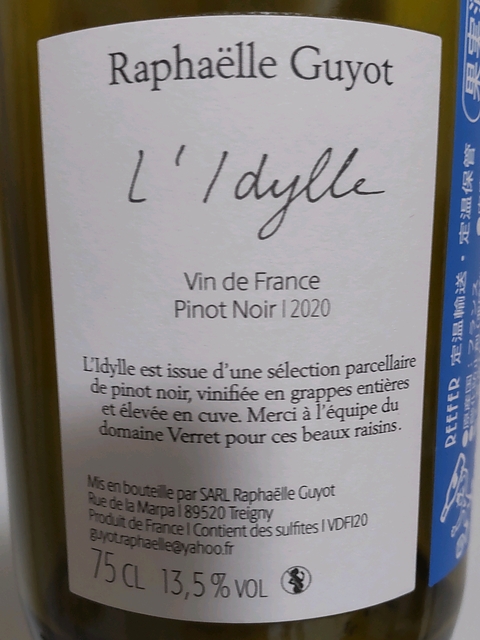 Raphaëlle Guyot
L'Idylle
Vin de France
Pinot Noir | 2020
L'Idylle est issue d'une sélection parcellaire
de pinot noir, vinifiée en grappes entières
et élevée en cuve. Merci à l'équipe du
domaine Verret pour ces beaux raisins.
Mis en bouteille par SARL Raphaëlle Guyot
Rue de la Marpa | 89520 Treigny
Produit de France | Contient des sulfites | VDFI20
guyot.raphaelle@yahoo.fr
75 CL 13,5 % VOL
REEFER 定温輸送・定温保管
果実